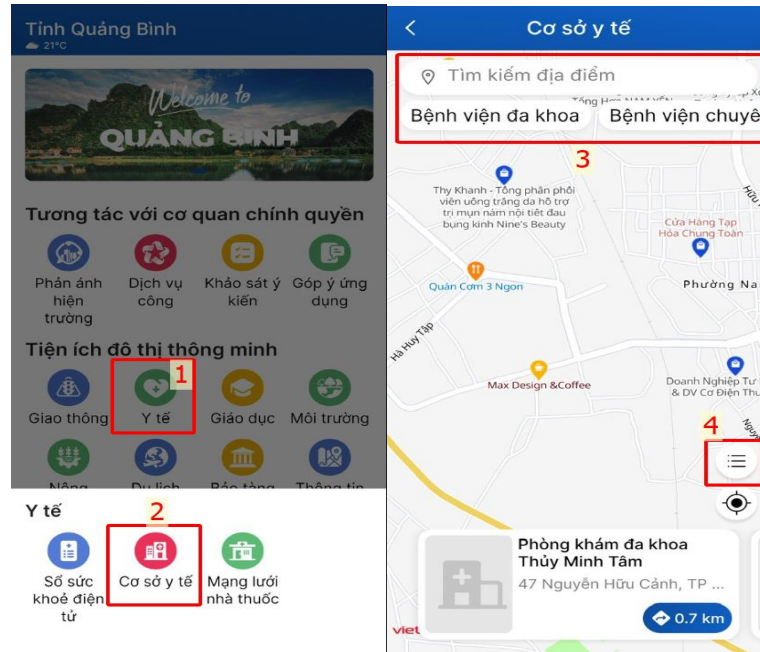 Tỉnh Quảng Bình
21°C
Welcome to
QUẢNG BÌNH
Tương tác với cơ quan chính quyền
Phản ánh
hiện
trường
Dịch vụ
công
Khảo sát ý
kiến
Góp ý ứng
dụng
Tiện ích đô thị thông minh
1
Giao thông
Y tế
Giáo dục
Môi trường
Nông
Du lịch
Bảo tàng
Thông tin
Y tế
2
Sổ sức
khoẻ điện
tử
Cơ sở y tế
Mạng lưới
nhà thuốc
Cơ sở y tế
Tìm kiếm địa điểm
Bệnh viện đa khoa
Bệnh viện chuyê
3
Thy Khanh - Tổng phân phối
viên uống trắng da hỗ trợ
trị mụn nám nội tiết đau
bụng kinh Nine's Beauty
Cửa Hàng Tạp
Hóa Chung Toàn
Quán Cơm 3 Ngon
Phường Na
Hà Huy Tập
Max Design &Coffee
Doanh Nghiệp Tư
& DV Cơ Điện Thu
4
Phòng khám đa khoa
Thủy Minh Tâm
47 Nguyễn Hữu Cảnh, TP ...
0.7 km
viet